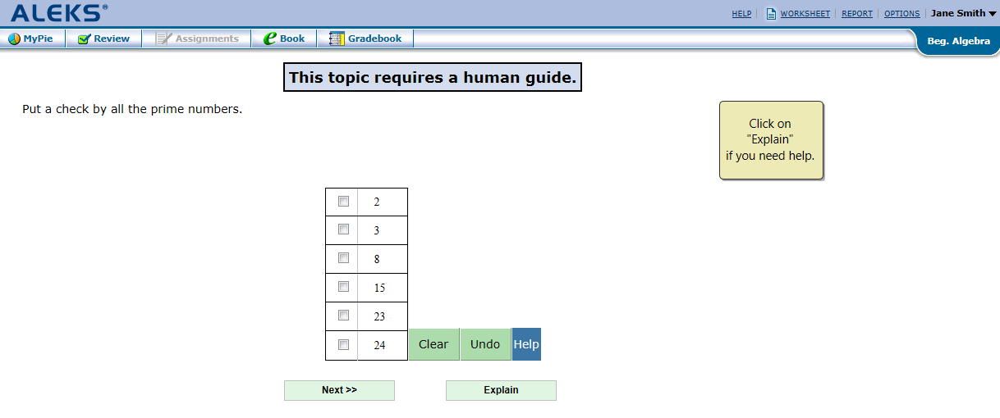 ALEKS®
HELP WORKSHEET REPORT OPTIONS Jane Smith
MyPie Review Assignments e Book Gradebook
Beg. Algebra
This topic requires a human guide.
Put a check by all the prime numbers.
Click on
"Explain"
if you need help.
2
3
8
15
23
24
Clear Undo Help
Next >> Explain